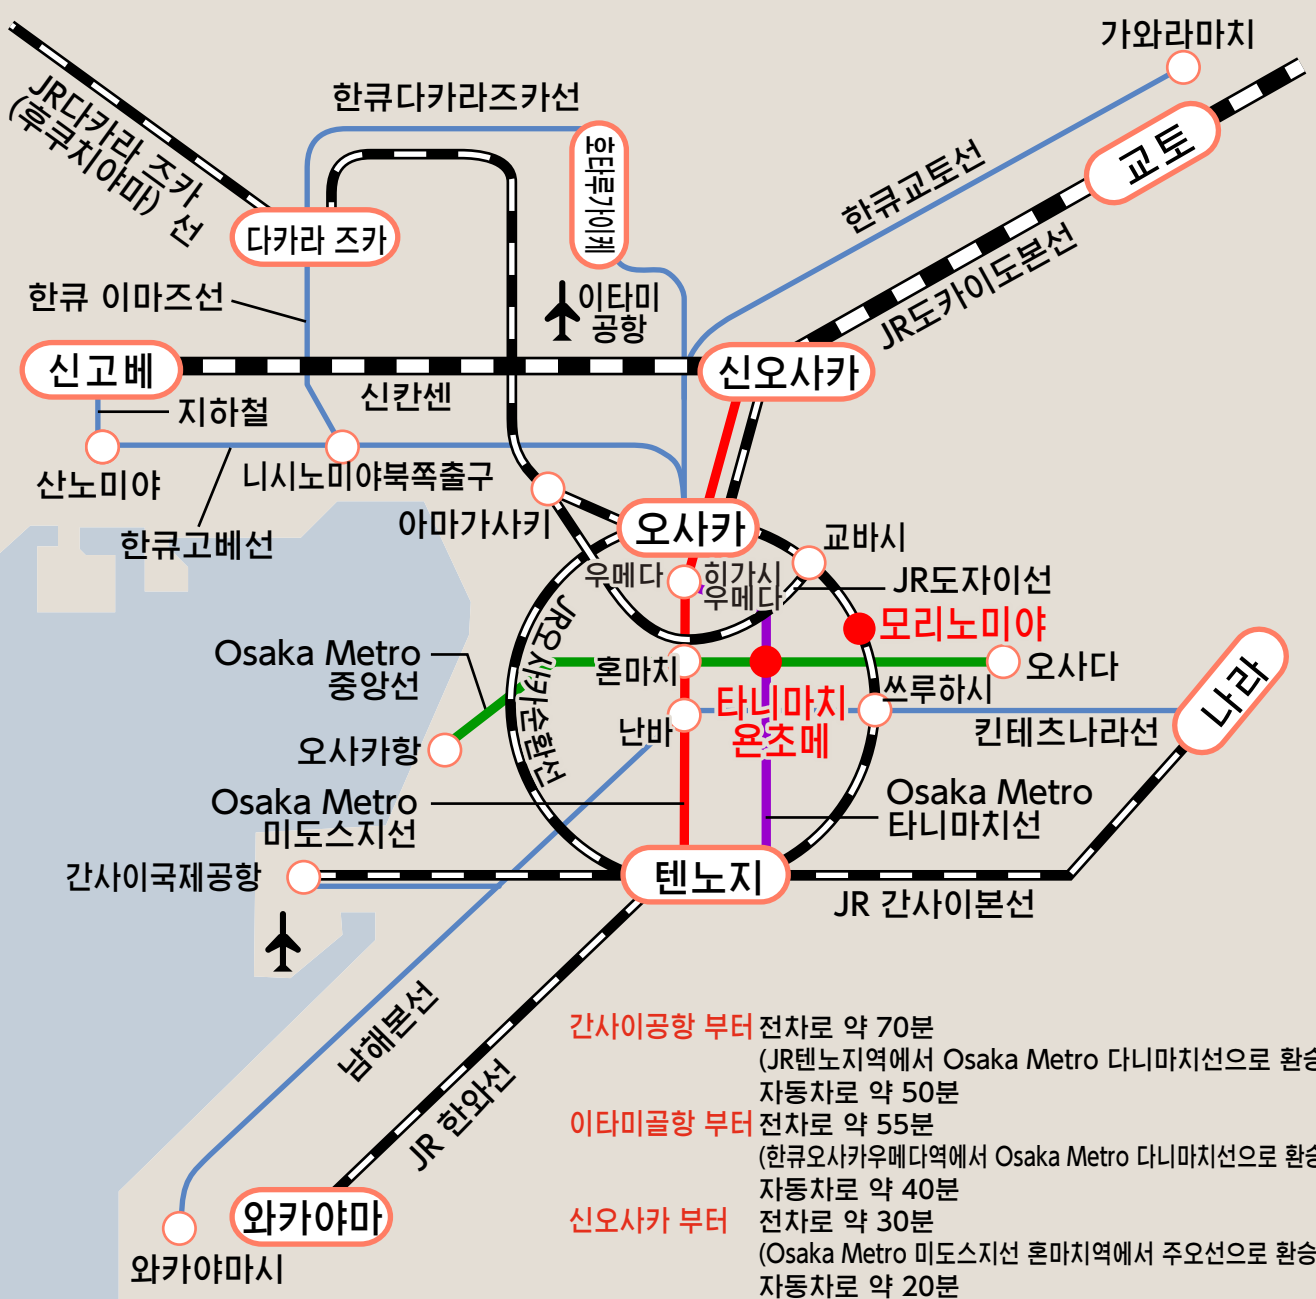 가와라마치
한큐다카라즈카선
JR다카라 즈카
(후쿠치야마) 선
호타루가이케
교토
한큐교토선
다카라 즈카
JR도카이도본선
한큐 이마즈선
이타미
공항
신고베
신오사카
신칸센
지하철
산노미야
니시노미야북쪽출구
한큐고베선
아마가사키
오사카
교바시
우메다
히가시
우메다
JR도자이선
JR오사카순환선
모리노미야
Osaka Metro
중앙선
혼마치
오사다
쓰루하시
타니마치
욘초메
나라
난바
킨테츠나라선
오사카항
Osaka Metro
미도스지선
Osaka Metro
타니마치선
간사이국제공항
텐노지
JR 간사이본선
남해본선
JR 한와선
와카야마
와카야마시
간사이공항 부터 전차로 약 70분
(JR텐노지역에서 Osaka Metro 다니마치선으로 환승
자동차로 약 50분
이타미골항 부터 전차로 약 55분
(한큐오사카우메다역에서 Osaka Metro 다니마치선으로 환승
자동차로 약 40분
신오사카 부터 전차로 약 30분
(Osaka Metro 미도스지선 혼마치역에서 주오선으로 환승
자동차로 약 20분